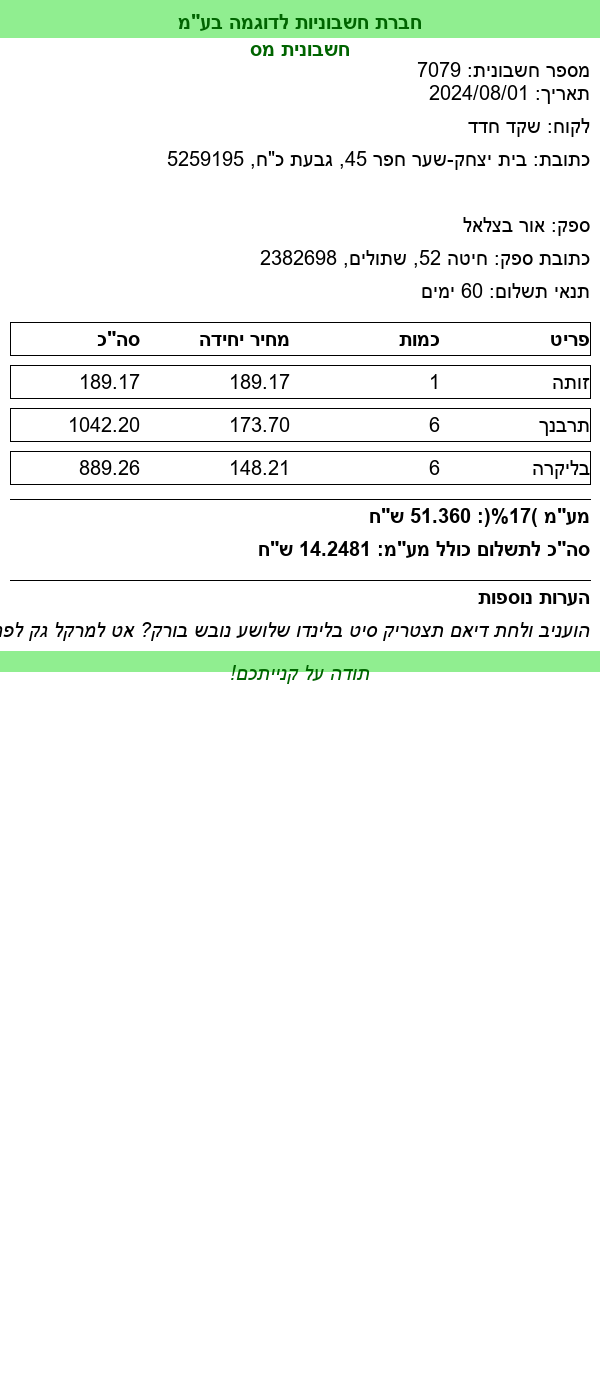 חברת חשבוניות לדוגמה בע"מ
חשבונית מס
מספר חשבונית: 7079
תאריך: 2024/08/01
לקוח: שקד חדד
כתובת: בית יצחק-שער חפר 45, גבעת כ"ח, 5259195
ספק: אור בצלאל
כתובת ספק: חיטה 52, שתולים, 2382698
תנאי תשלום: 60 ימים
פריט כמות מחיר יחידה סה"כ
זותה 1 189.17 189.17
תרבנך 6 173.70 1042.20
בליקרה 6 148.21 889.26
מע"מ )17%(: 51.360 ש"ח
סה"כ לתשלום כולל מע"מ: 14.2481 ש"ח
הערות נוספות
הועניב ולחת דיאם תצטריק סיט בלינדו שלושע נובש בורק? אט למרקל גק
תודה על קנייתכם!